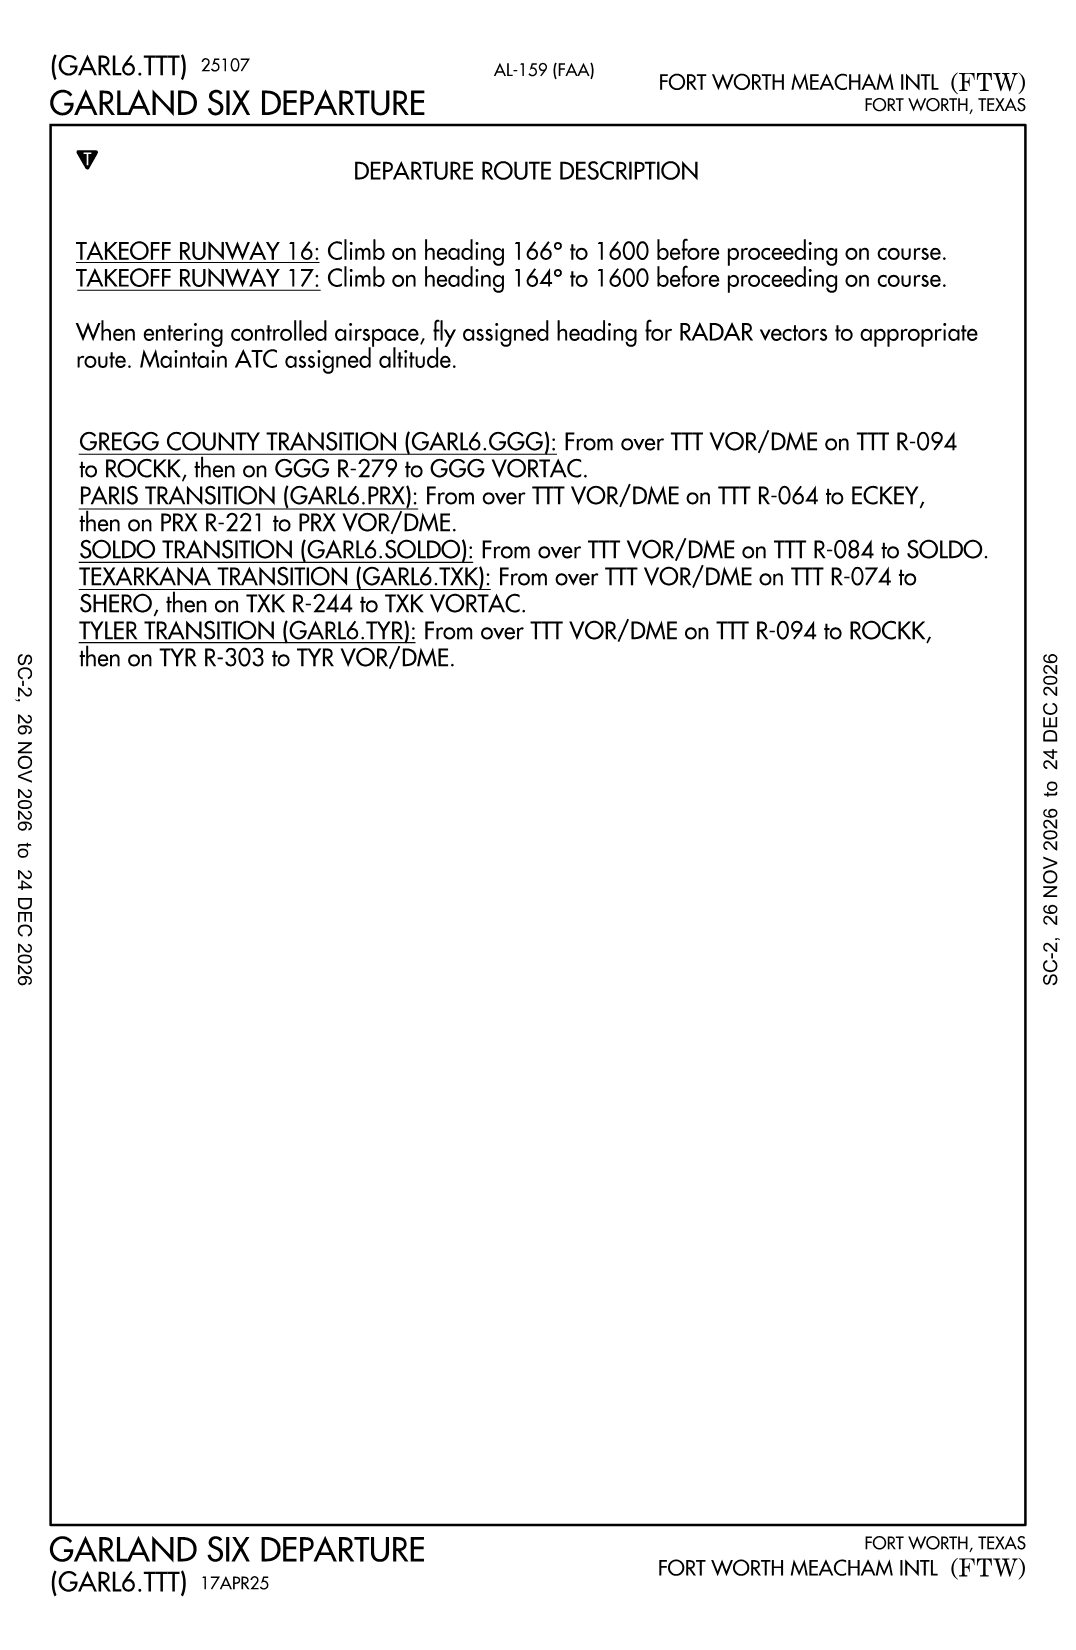 (GARL6.TTT) 25107
AL-159 (FAA)
FORT WORTH MEACHAM INTL (FTW)
GARLAND SIX DEPARTURE
FORT WORTH, TEXAS
T
DEPARTURE ROUTE DESCRIPTION
TAKEOFF RUNWAY 16: Climb on heading 166° to 1600 before proceeding on course.
TAKEOFF RUNWAY 17: Climb on heading 164° to 1600 before proceeding on course.
When entering controlled airspace, fly assigned heading for RADAR vectors to appropriate
route. Maintain ATC assigned altitude.
GREGG COUNTY TRANSITION (GARL6.GGG): From over TTT VOR/DME on TTT R-094
to ROCKK, then on GGG R-279 to GGG VORTAC.
PARIS TRANSITION (GARL6.PRX): From over TTT VOR/DME on TTT R-064 to ECKEY,
then on PRX R-221 to PRX VOR/DME.
SOLDO TRANSITION (GARL6.SOLDO): From over TTT VOR/DME on TTT R-084 to SOLDO.
TEXARKANA TRANSITION (GARL6.TXK): From over TTT VOR/DME on TTT R-074 to
SHERO, then on TXK R-244 to TXK VORTAC.
TYLER TRANSITION (GARL6.TYR): From over TTT VOR/DME on TTT R-094 to ROCKK,
then on TYR R-303 to TYR VOR/DME.
SC-2, 26 NOV 2026 to 24 DEC 2026
SC-2, 26 NOV 2026 to 24 DEC 2026
GARLAND SIX DEPARTURE
FORT WORTH, TEXAS
(GARL6.TTT) 17APR25
FORT WORTH MEACHAM INTL (FTW)